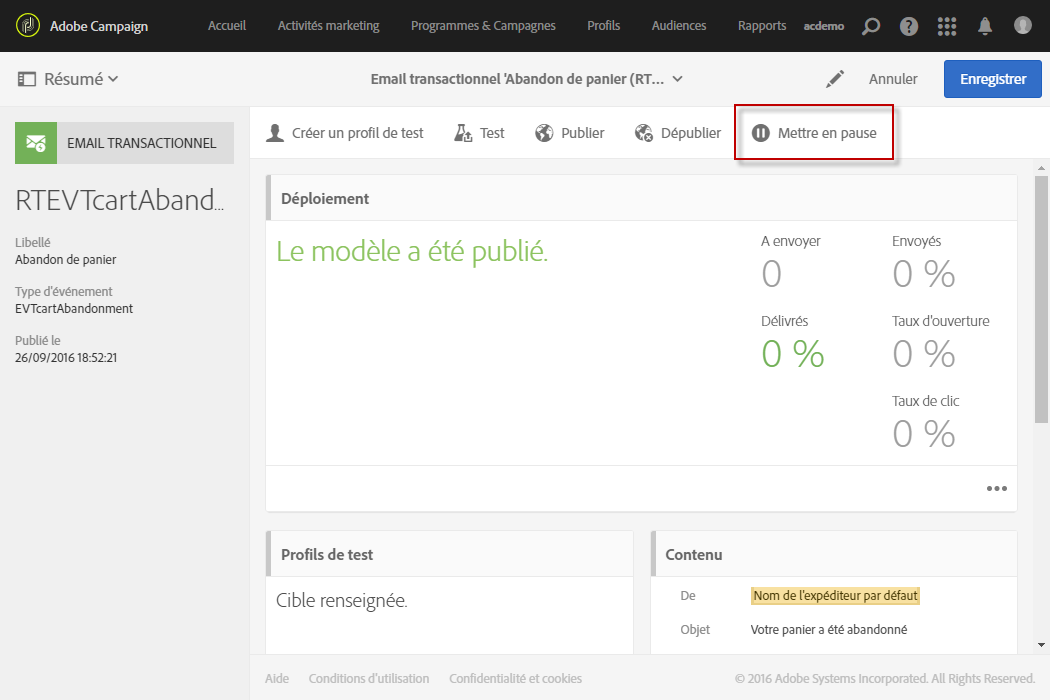 Adobe Campaign
Accueil
Activités marketing
Programmes & Campagnes
Profils
Audiences
Rapports
acdemo
Résumé
Email transactionnel 'Abandon de panier (RT...
Annuler
Enregistrer
EMAIL TRANSACTIONNEL
RTEVTcartAband...
Libellé
Abandon de panier
Type d'événement
EVTcartAbandonment
Publié le
26/09/2016 18:52:21
Créer un profil de test
Test
Publier
Dépublier
Mettre en pause
Déploiement
Le modèle a été publié.
A envoyer
0
Envoyés
0 %
Délivrés
0 %
Taux d'ouverture
0 %
Taux de clic
0 %
Profils de test
Cible renseignée.
Contenu
De
Nom de l'expéditeur par défaut
Objet
Votre panier a été abandonné
Aide
Conditions d'utilisation
Confidentialité et cookies
© 2016 Adobe Systems Incorporated. All Rights Reserved.